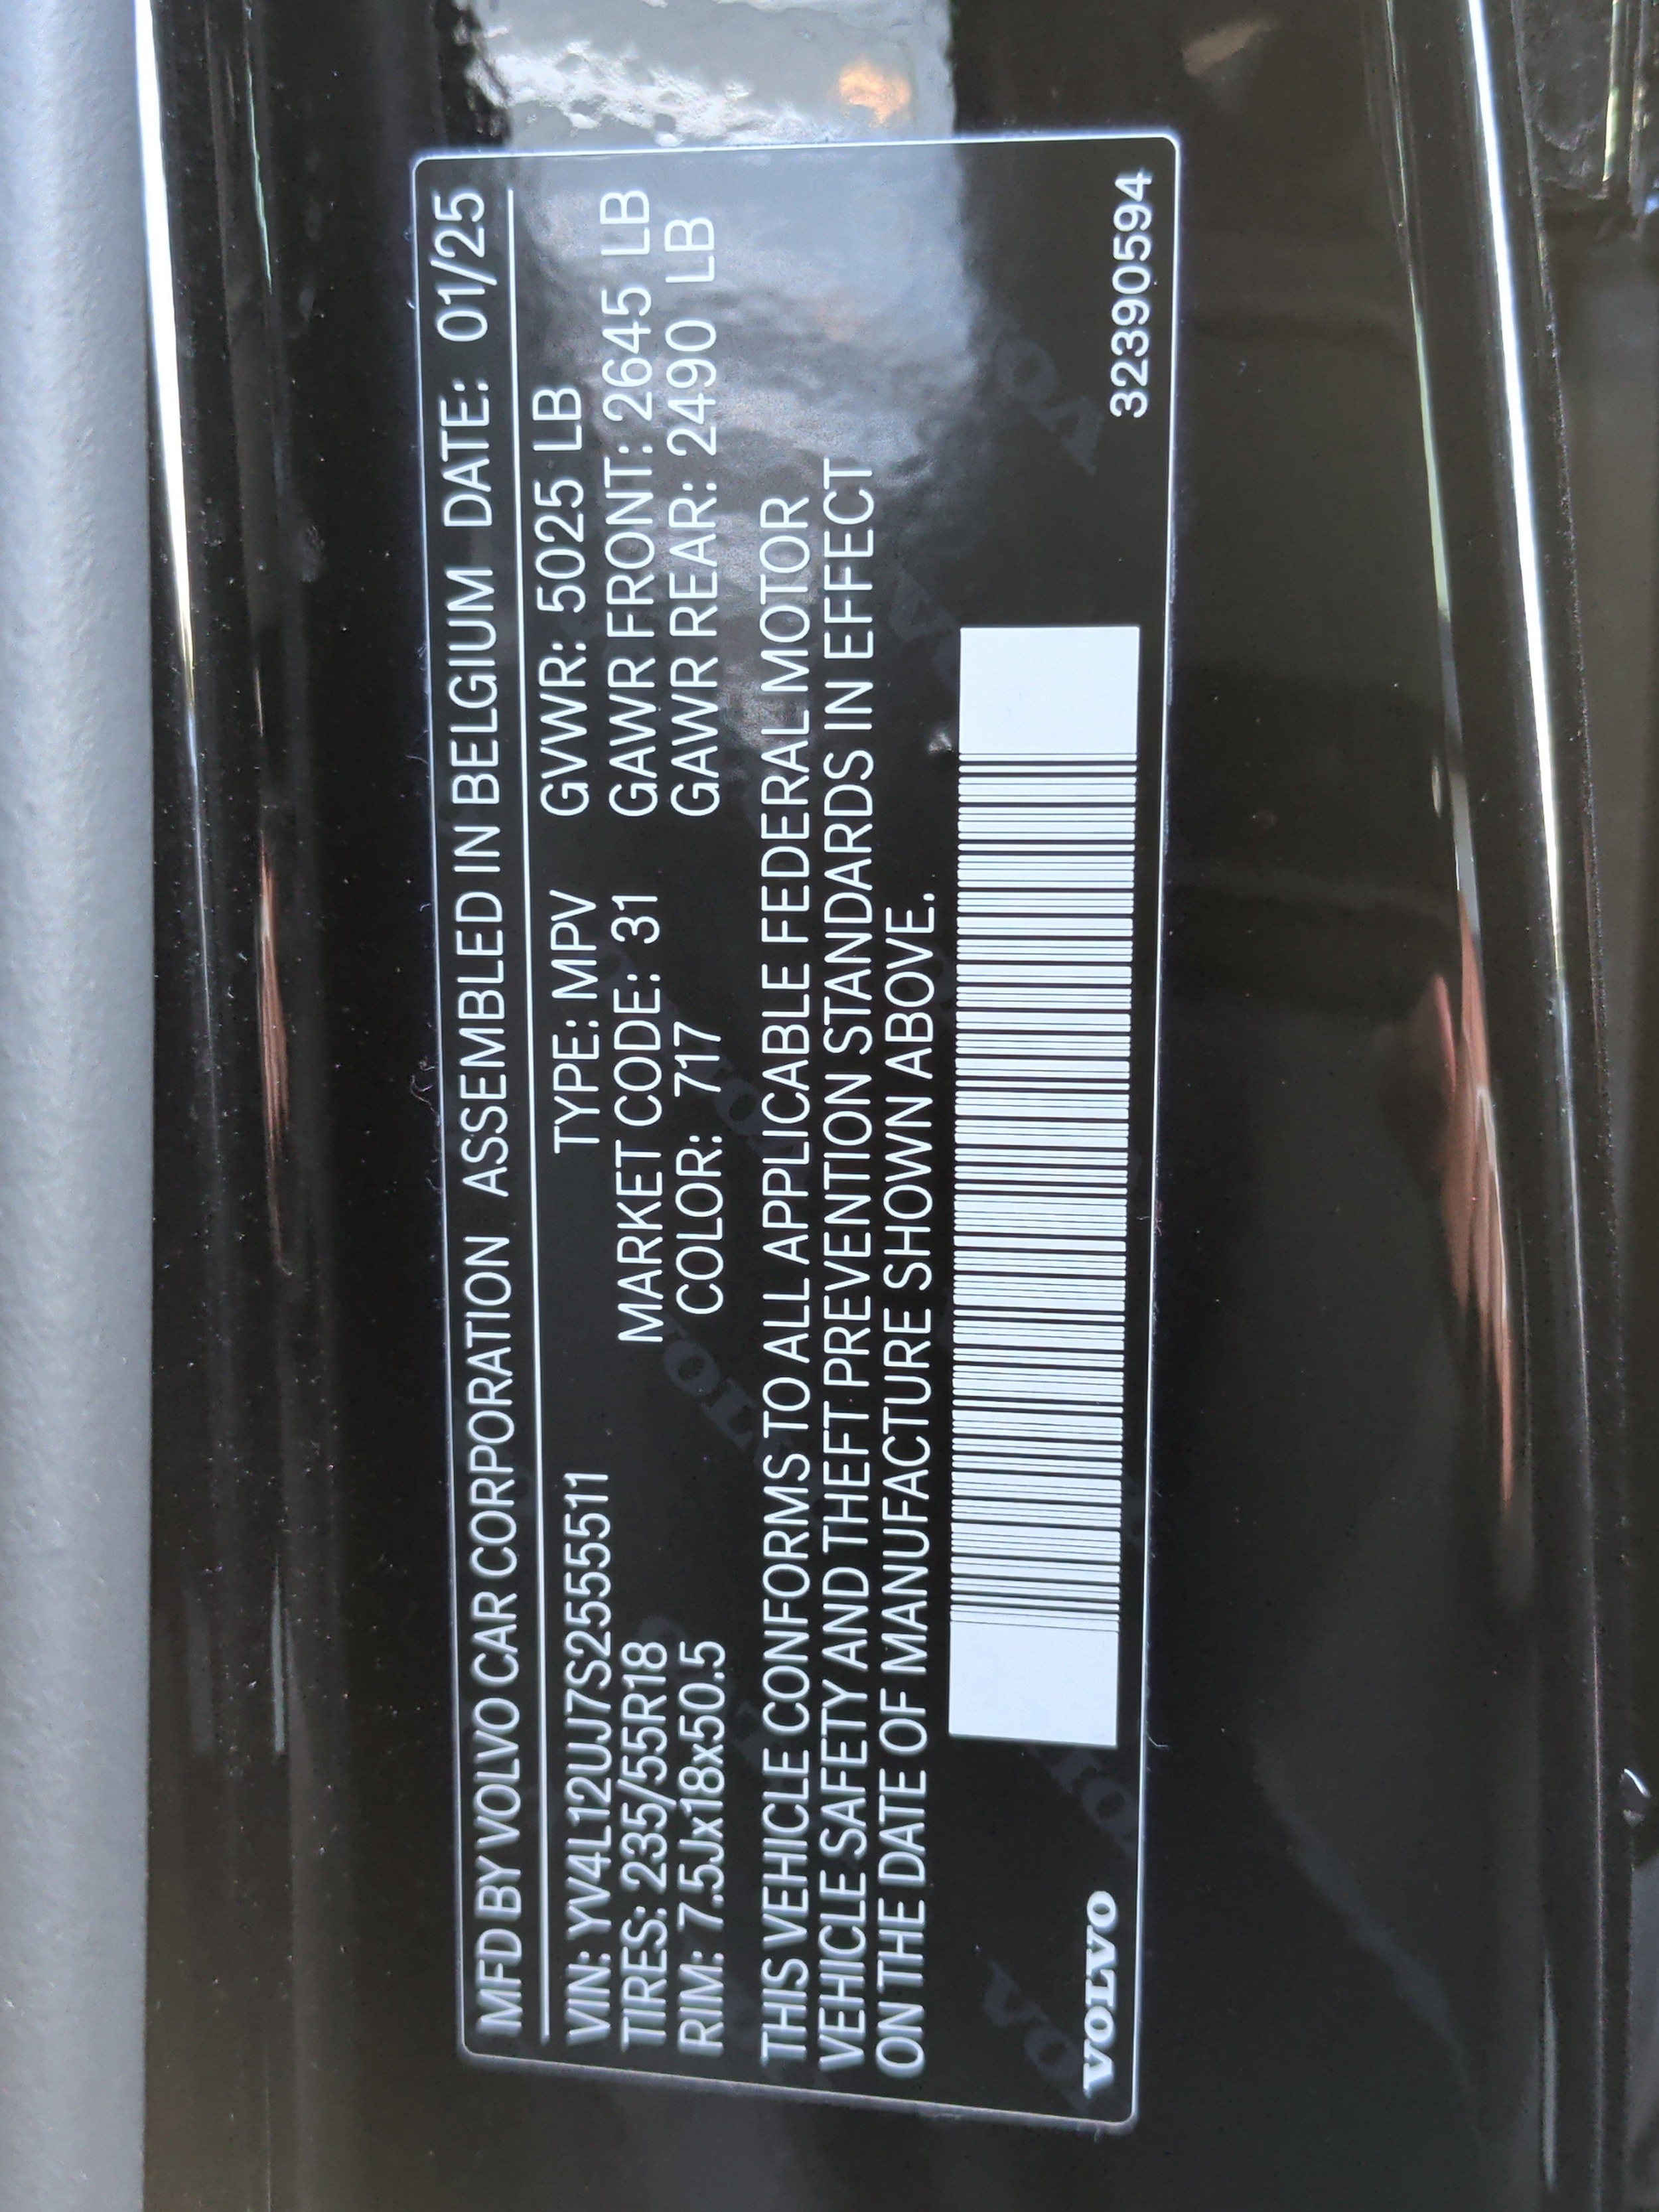 MFD BY VOLVO CAR CORPORATION ASSEMBLED IN BELGIUM DATE: 01/25
VIN: YV4L12UJ7S2555511 TYPE: MPV GVWR: 5025 LB
TIRES: 235/55R18 MARKET CODE: 31 GAWR FRONT: 2645 LB
RIM: 7.5Jx18x50.5 COLOR: 717 GAWR REAR: 2490 LB
THIS VEHICLE CONFORMS TO ALL APPLICABLE FEDERAL MOTOR
VEHICLE SAFETY AND THEFT PREVENTION STANDARDS IN EFFECT
ON THE DATE OF MANUFACTURE SHOWN ABOVE.
VOLVO 32390594